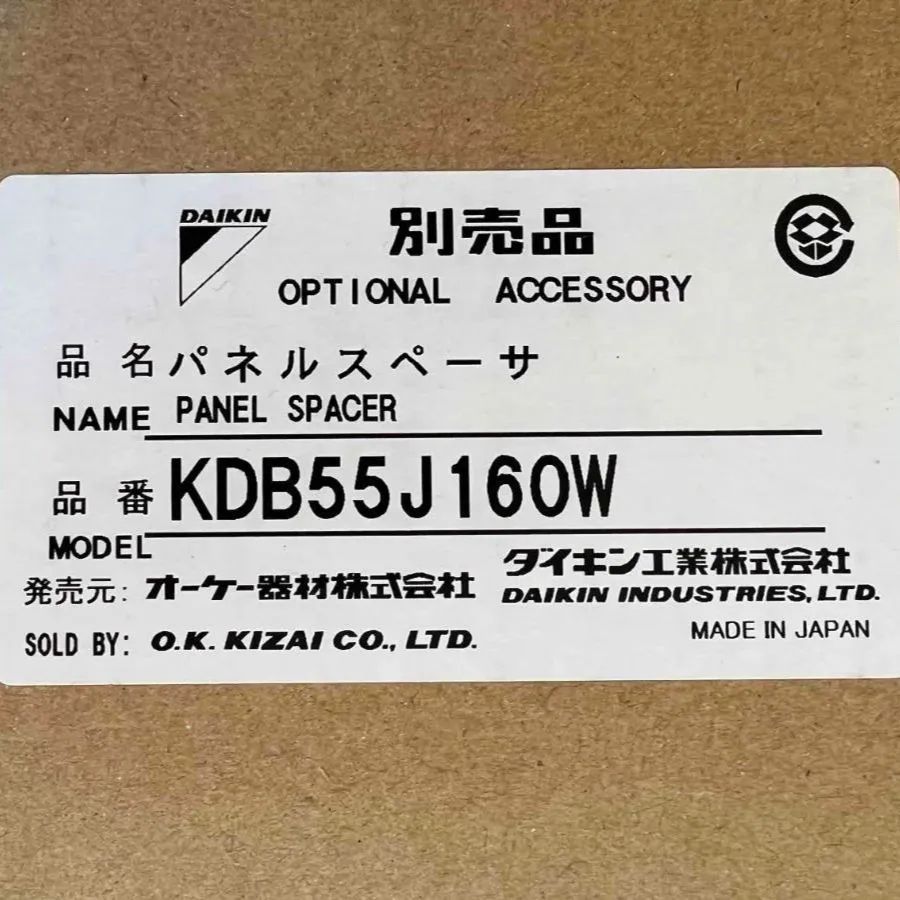 DAIKIN
別売品
OPTIONAL ACCESSORY
品名 パネルスペーサ
NAME PANEL SPACER
品番 KDB55J160W
MODEL
発売元: オーケー器材株式会社
SOLD BY: O.K. KIZAI CO., LTD.
ダイキン工業株式会社
DAIKIN INDUSTRIES, LTD.
MADE IN JAPAN